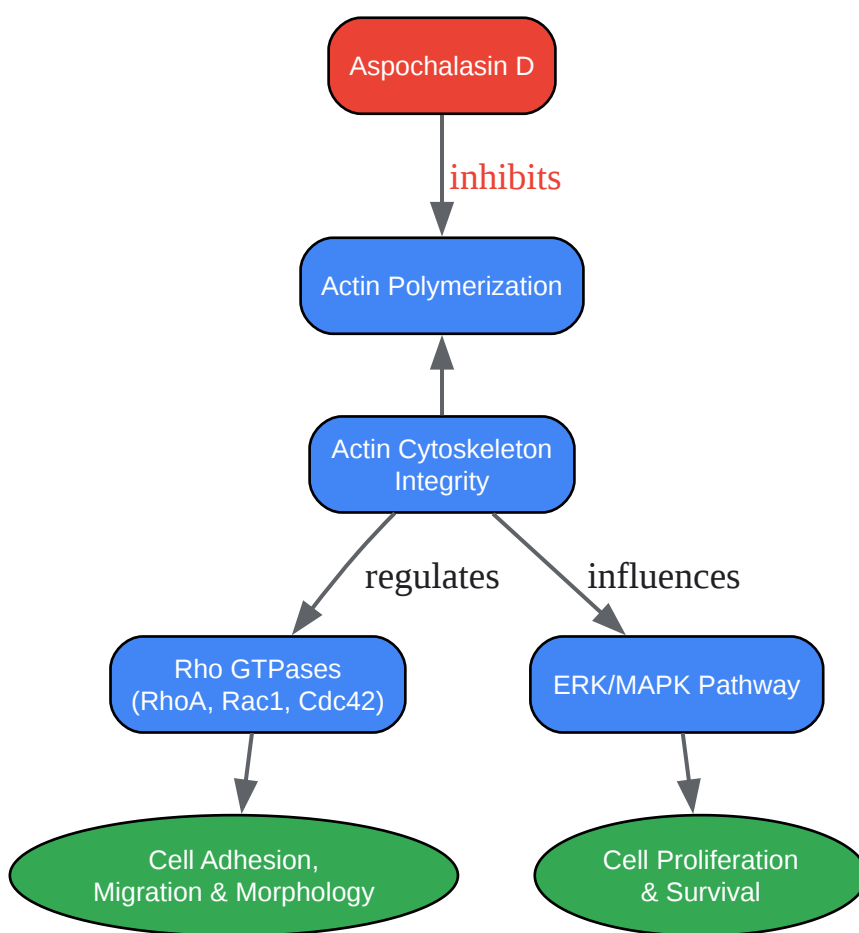 Aspochalasin D
inhibits
Actin Polymerization
Actin Cytoskeleton
Integrity
regulates
influences
Rho GTPases
(RhoA, Rac1, Cdc42)
ERK/MAPK Pathway
Cell Adhesion,
Migration & Morphology
Cell Proliferation
& Survival